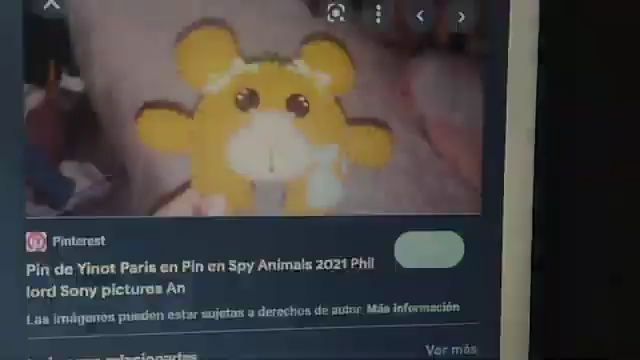 Pinterest
Pin de Yinot Paris en Pin en Spy Animals 2021 Phil
lord Sony pictures An
Las imágenes pueden estar sujetas a derechos de autor. Más información
Ver más